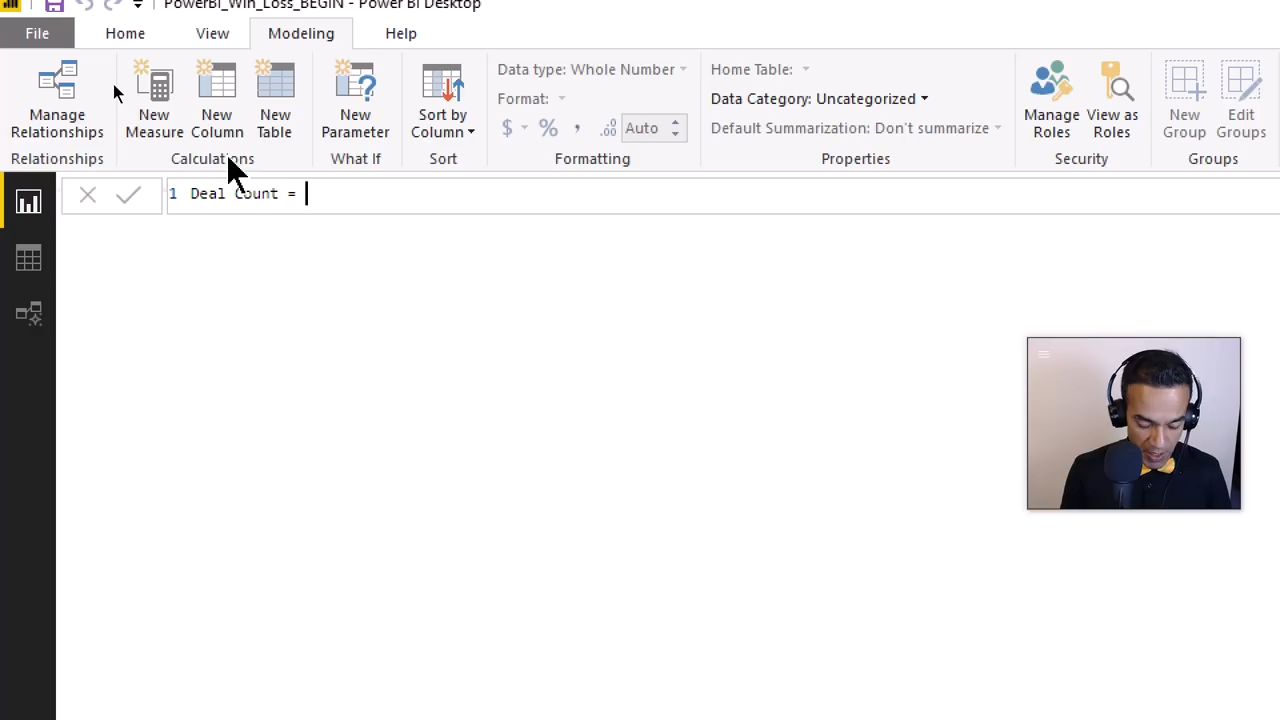 PowerBI_Win_Loss_BEGIN - Power BI Desktop
File Home View Modeling Help
Manage Relationships
New Measure
New Column
New Table
New Parameter
Sort by Column
Data type: Whole Number
Format:
$ % , .00 Auto
Home Table:
Data Category: Uncategorized
Default Summarization: Don't summarize
Manage Roles
View as Roles
New Group
Edit Groups
Relationships Calculations What If Sort Formatting Properties Security Groups
1 Deal Count =